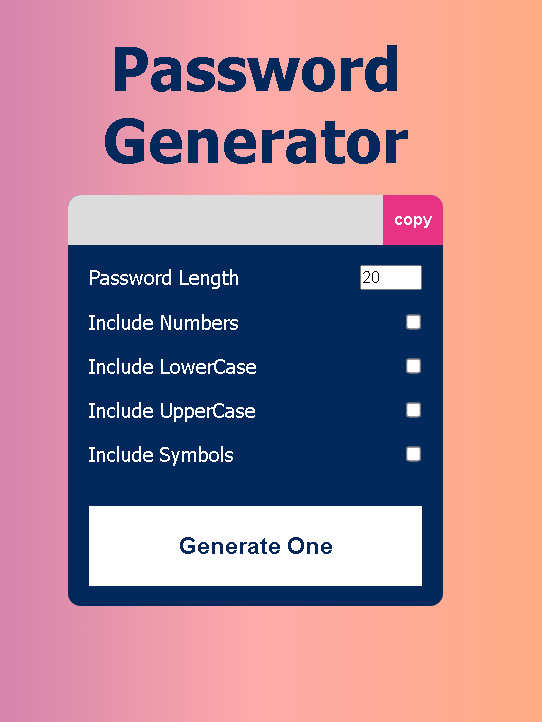 Password
Generator
copy
Password Length
20
Include Numbers
Include LowerCase
Include UpperCase
Include Symbols
Generate One